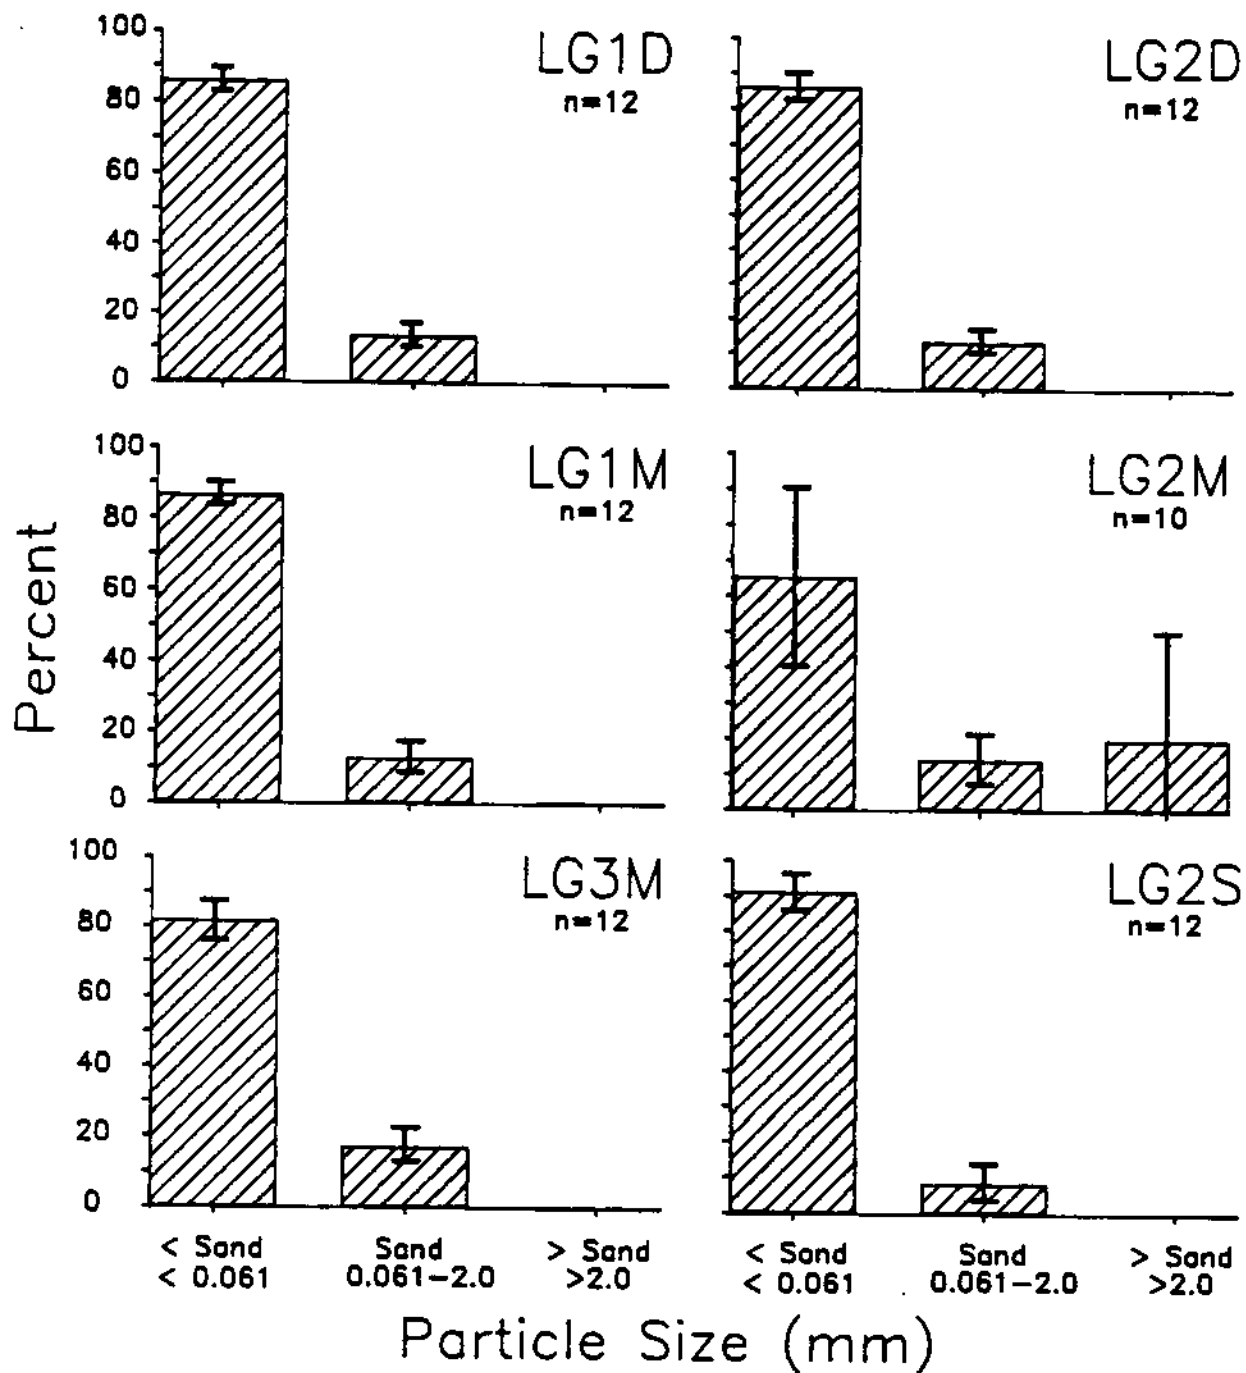 100
80
60
40
20
0
LG1D
n=12
LG2D
n=12
100
80
60
40
20
0
LG1M
n=12
LG2M
n=10
100
80
60
40
20
0
LG3M
n=12
LG2S
n=12
Percent
< Sand
< 0.061
Sand
0.061-2.0
> Sand
>2.0
< Sand
< 0.061
Sand
0.061-2.0
> Sand
>2.0
Particle Size (mm)